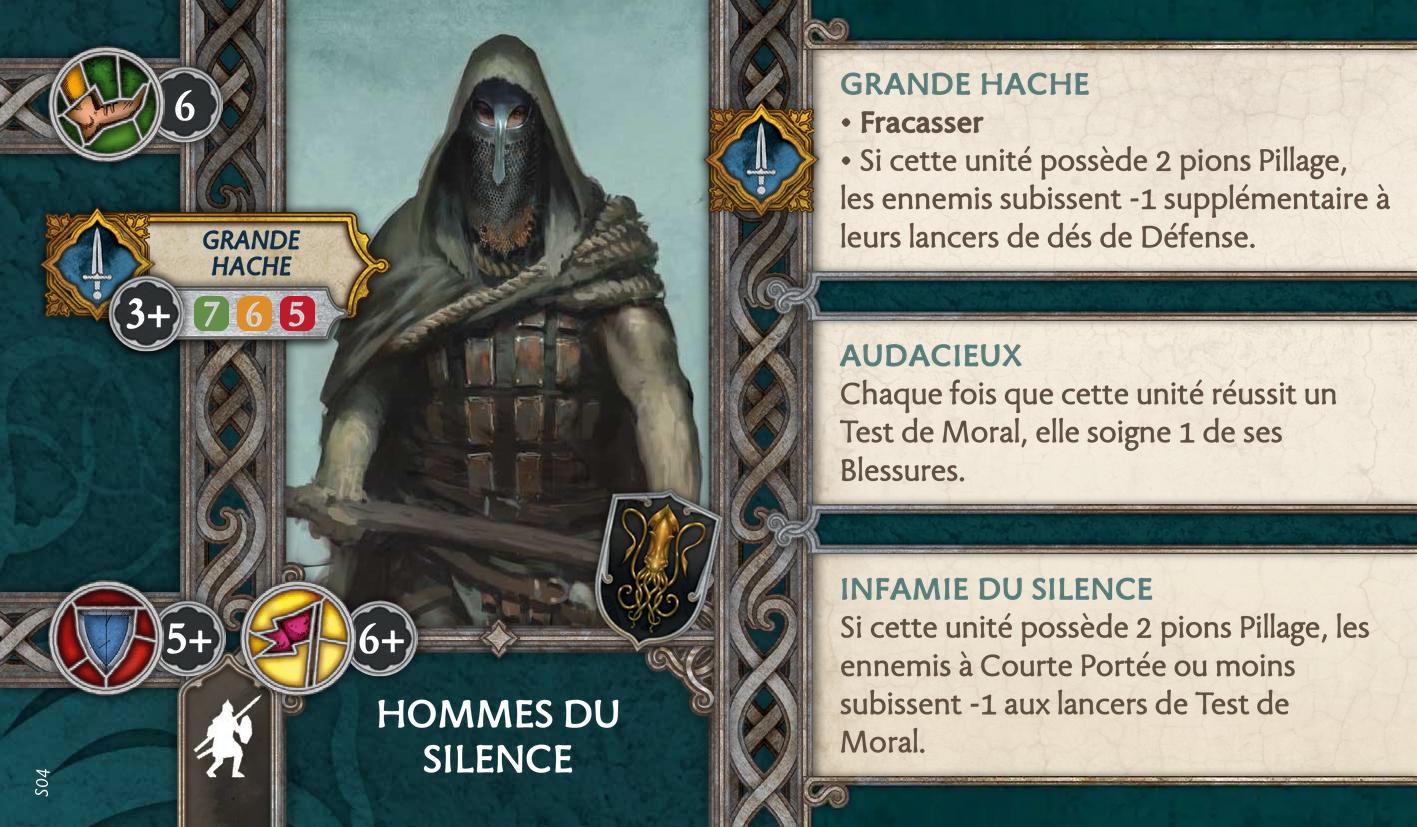 6
GRANDE
HACHE
3+ 7 6 5
5+ 6+
HOMMES DU
SILENCE
S04
GRANDE HACHE
• Fracasser
• Si cette unité possède 2 pions Pillage,
les ennemis subissent -1 supplémentaire à
leurs lancers de dés de Défense.
AUDACIEUX
Chaque fois que cette unité réussit un
Test de Moral, elle soigne 1 de ses
Blessures.
INFAMIE DU SILENCE
Si cette unité possède 2 pions Pillage, les
ennemis à Courte Portée ou moins
subissent -1 aux lancers de Test de
Moral.